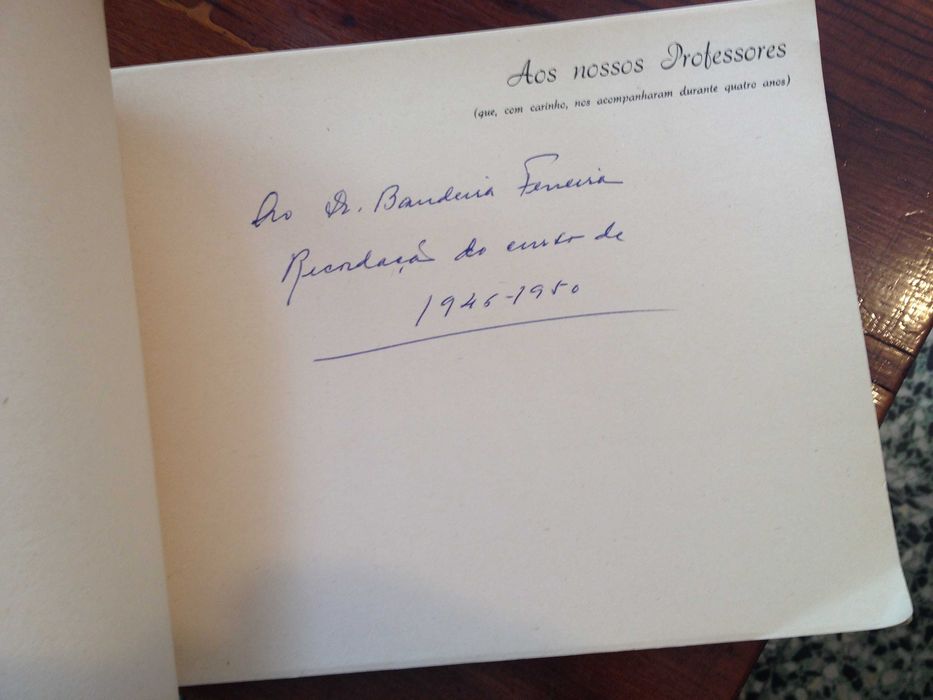 Aos nossos Professores
(que, com carinho, nos acompanharam durante quatro anos)
Ao Dr. Bandeira Ferreira
Recordação do curso de
1946-1950